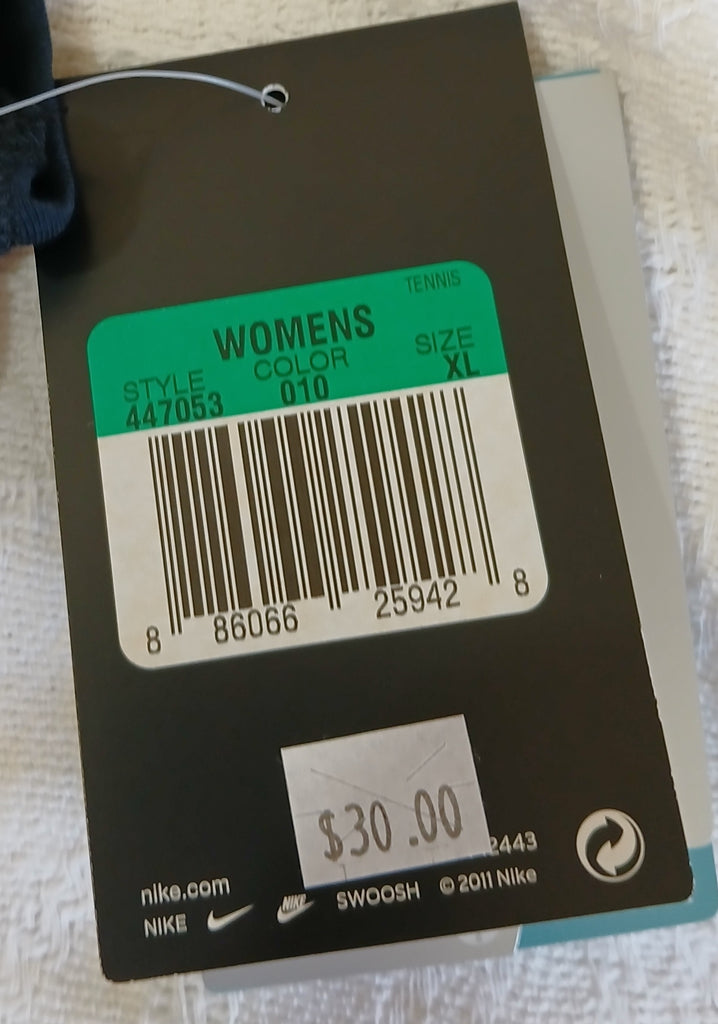 TENNIS
WOMENS
STYLE COLOR SIZE
447053 010 XL
8 86066 25942 8
$30.00
2443
nike.com
NIKE NIKE SWOOSH © 2011 Nike